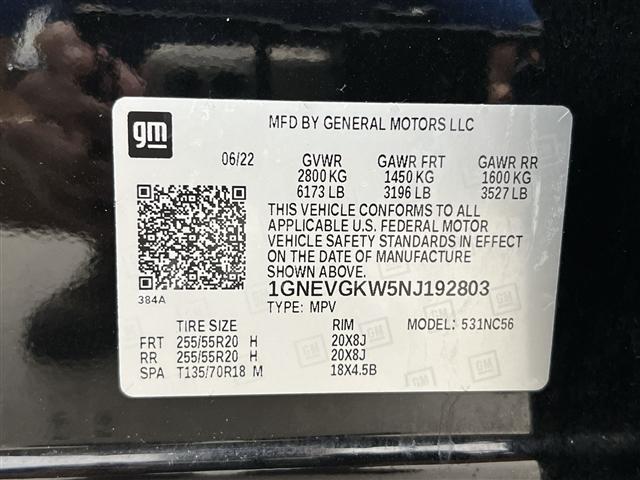 gm
MFD BY GENERAL MOTORS LLC
06/22 GVWR GAWR FRT GAWR RR
2800 KG 1450 KG 1600 KG
6173 LB 3196 LB 3527 LB
THIS VEHICLE CONFORMS TO ALL
APPLICABLE U.S. FEDERAL MOTOR
VEHICLE SAFETY STANDARDS IN EFFECT
ON THE DATE OF MANUFACTURE
SHOWN ABOVE.
384A
1GNEVGKW5NJ192803
TYPE: MPV
TIRE SIZE RIM MODEL: 531NC56
FRT 255/55R20 H 20X8J
RR 255/55R20 H 20X8J
SPA T135/70R18 M 18X4.5B